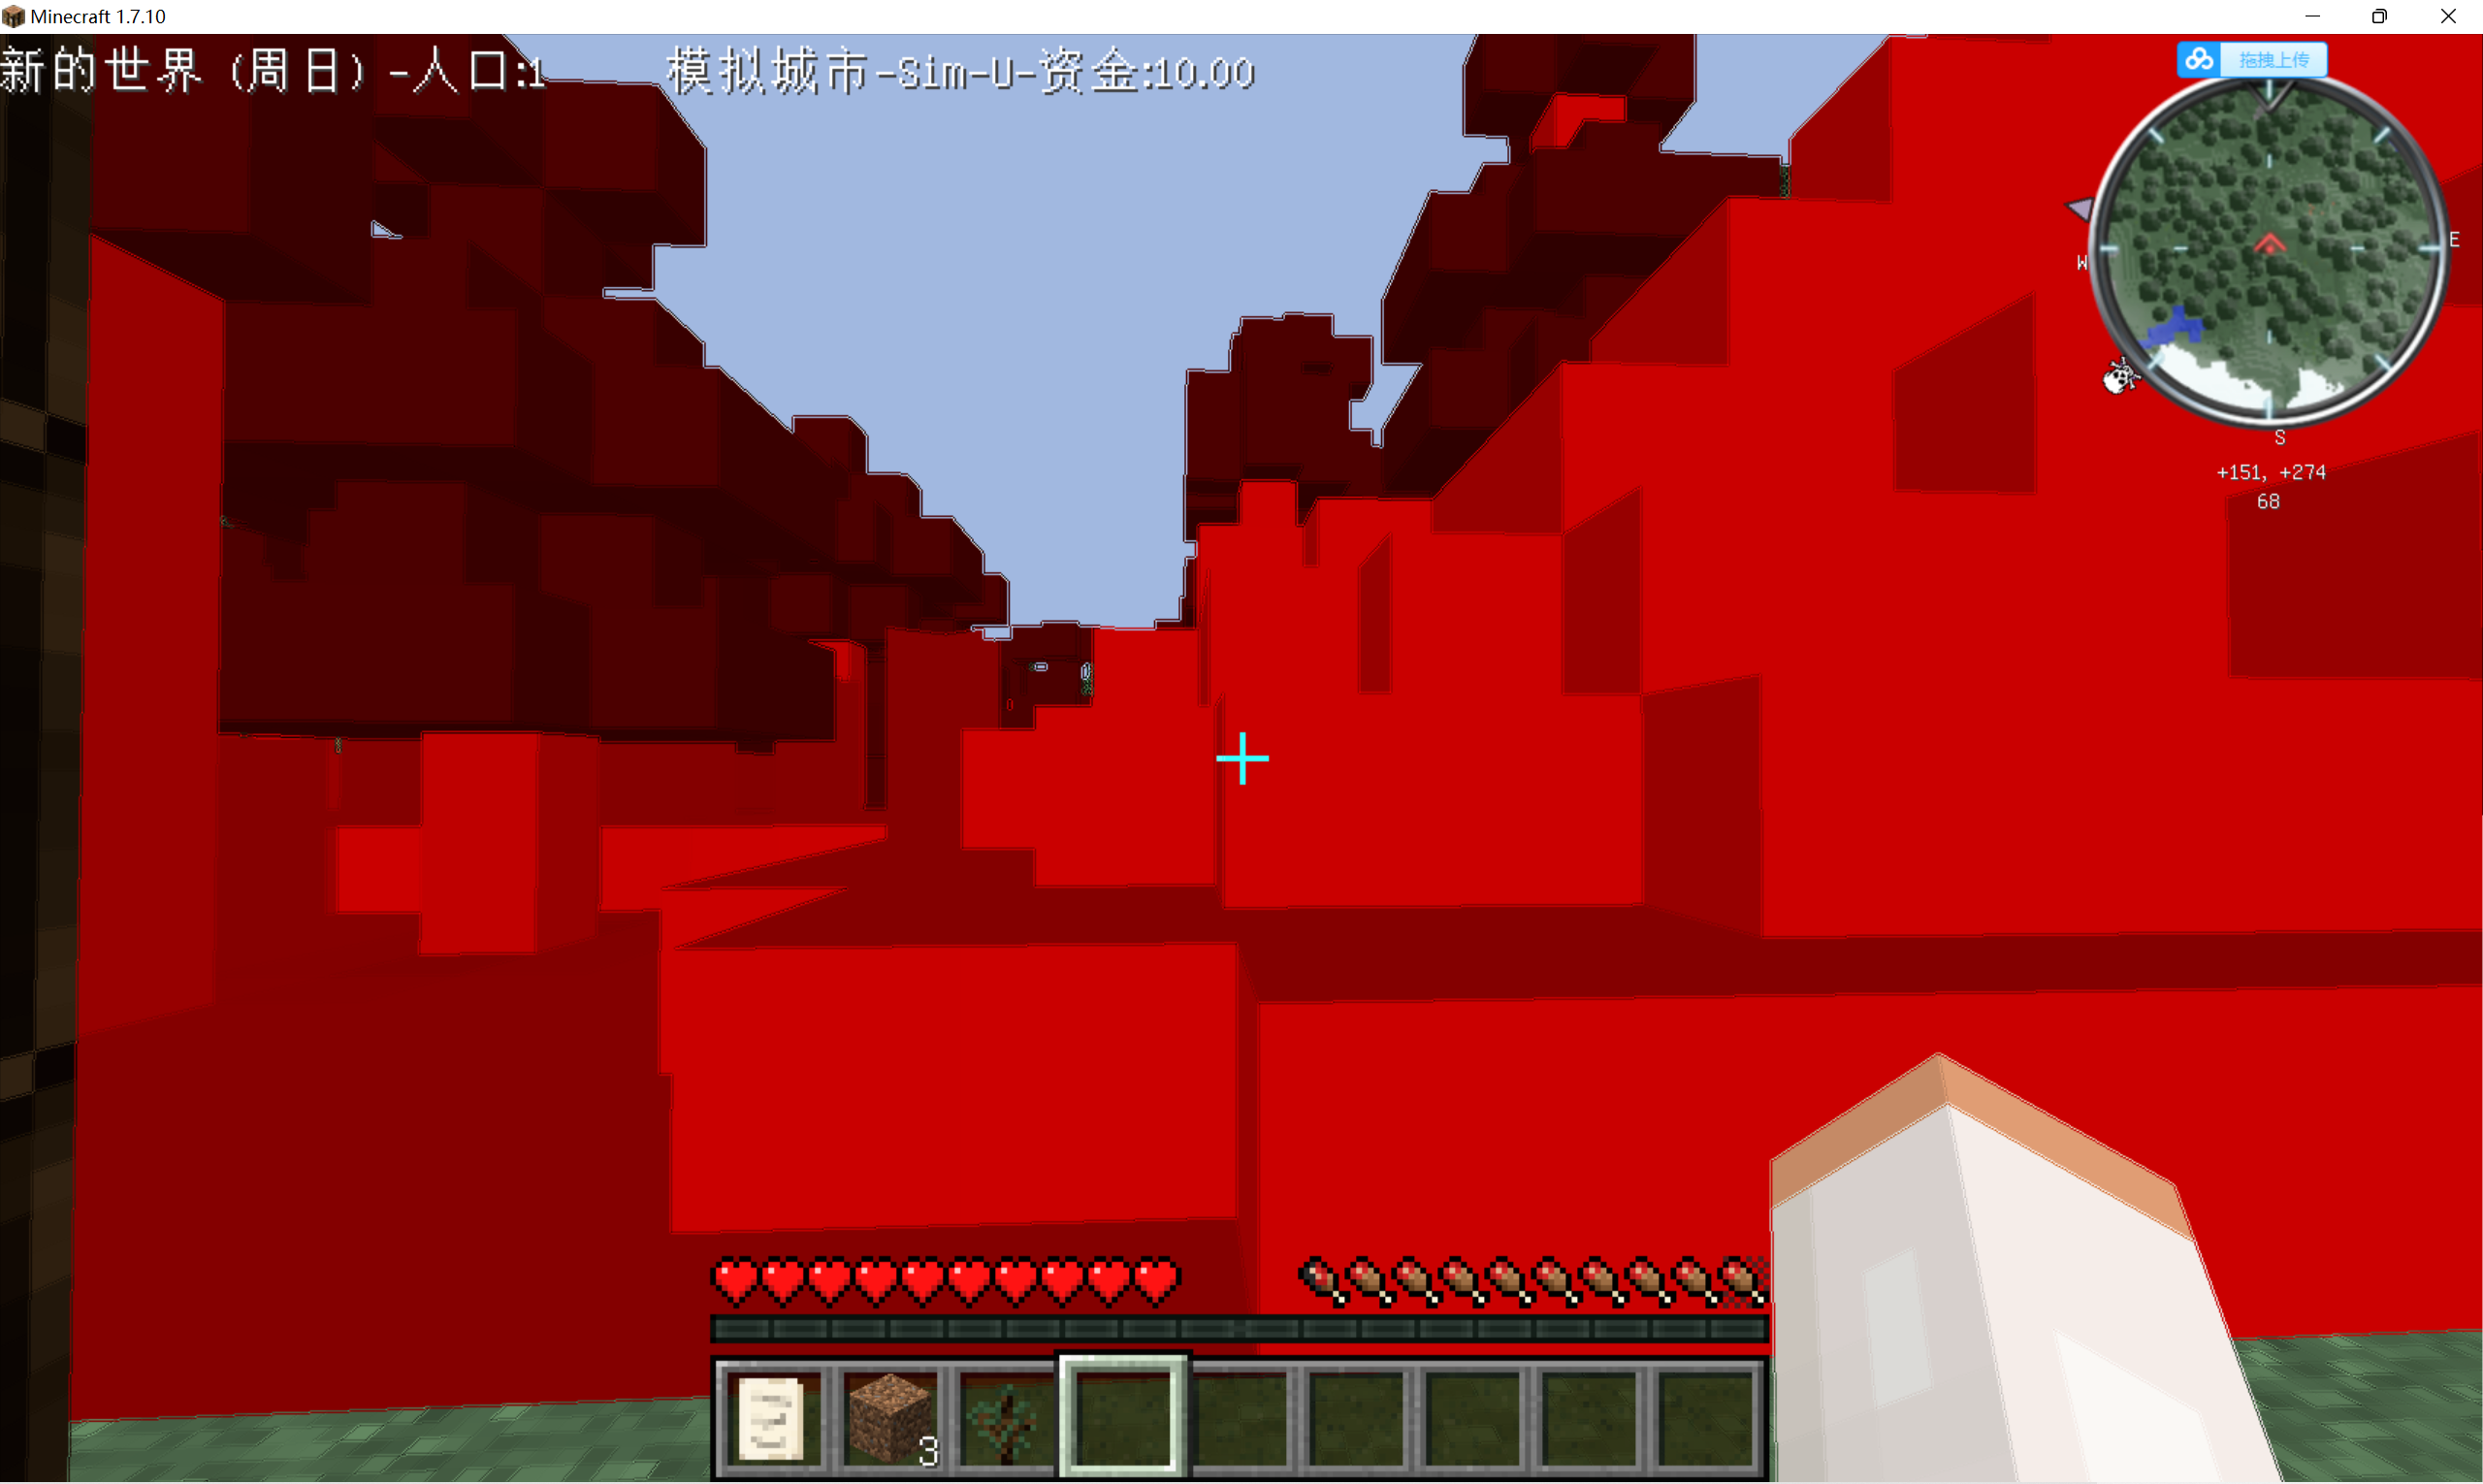 Minecraft 1.7.10
新的世界 (周日) -人口:1
模拟城市-Sim-U-资金:10.00
拖拽上传
E
W
S
+151, +274
68
3